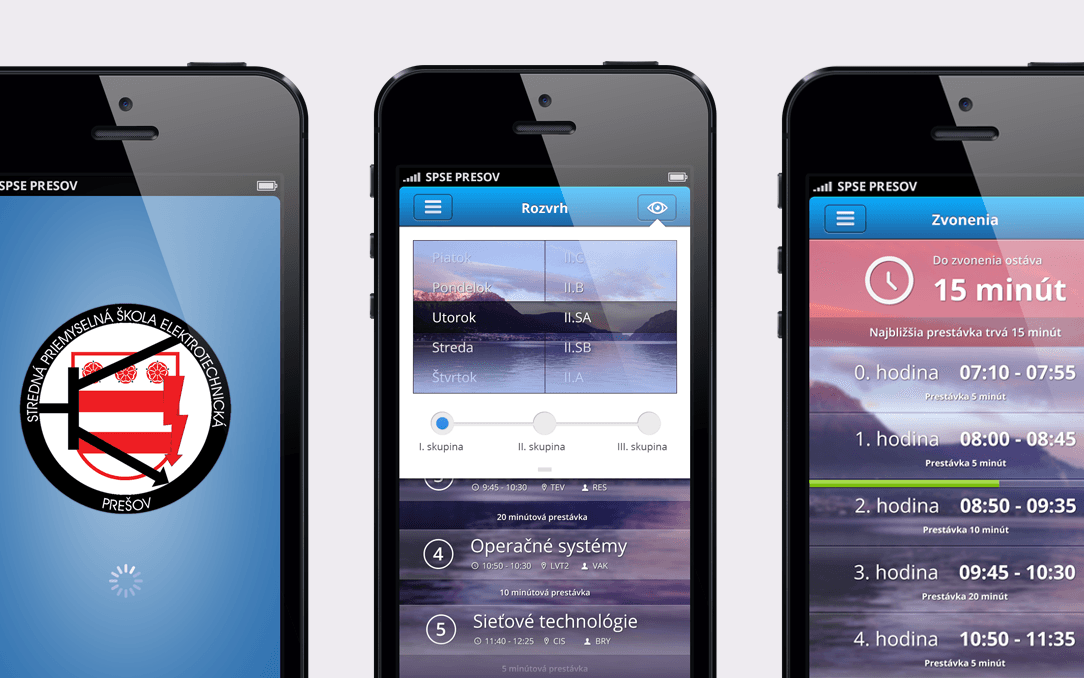 SPSE PRESOV
STREDNÁ PRIEMYSELNÁ ŠKOLA ELEKTROTECHNICKÁ
PREŠOV
SPSE PRESOV
Rozvrh
Piatok II.C
Pondelok II.B
Utorok II.SA
Streda II.SB
Štvrtok II.A
I. skupina II. skupina III. skupina
9:45 - 10:30 TEV RES
20 minútová prestávka
4 Operačné systémy
10:50 - 10:30 LVT2 VAK
10 minútová prestávka
5 Sieťové technológie
11:40 - 12:25 CIS BRY
5 minútová prestávka
SPSE PRESOV
Zvonenia
Do zvonenia ostáva
15 minút
Najbližšia prestávka trvá 15 minút
0. hodina 07:10 - 07:55
Prestávka 5 minút
1. hodina 08:00 - 08:45
Prestávka 5 minút
2. hodina 08:50 - 09:35
Prestávka 10 minút
3. hodina 09:45 - 10:30
Prestávka 20 minút
4. hodina 10:50 - 11:35
Prestávka 5 minút